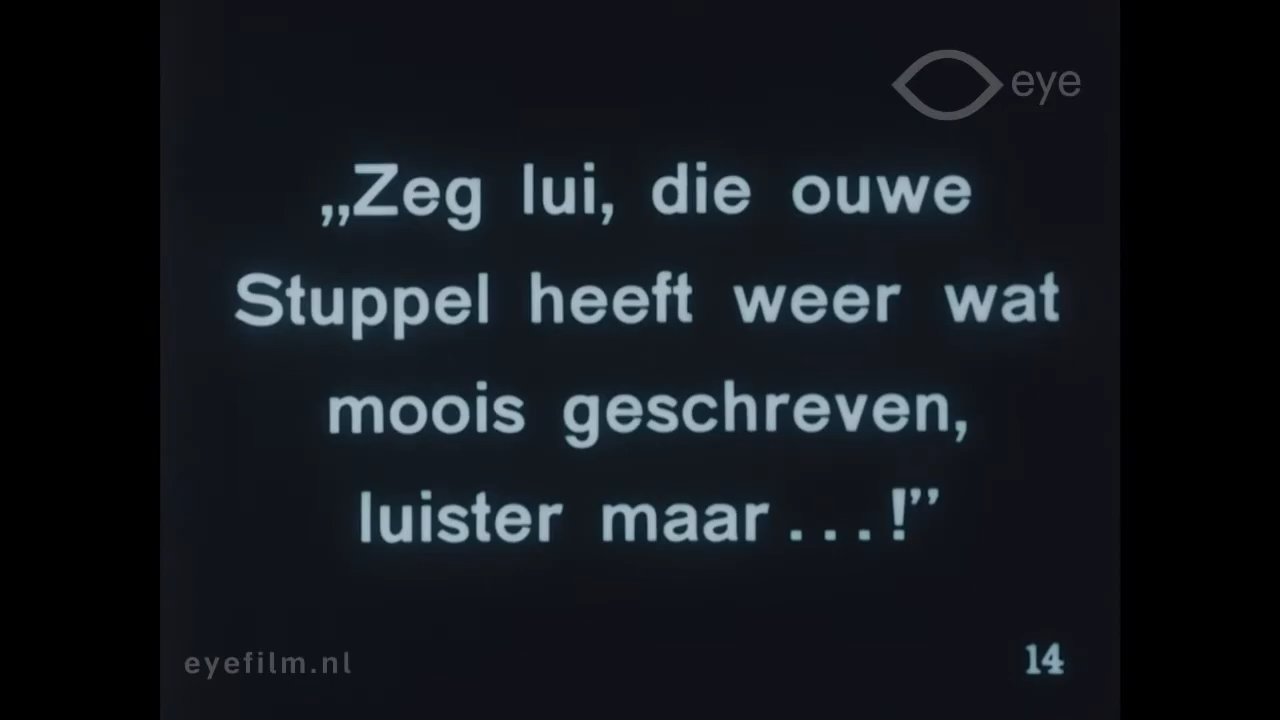 eye
„Zeg lui, die ouwe
Stuppel heeft weer wat
moois geschreven,
luister maar...!”
eyefilm.nl
14